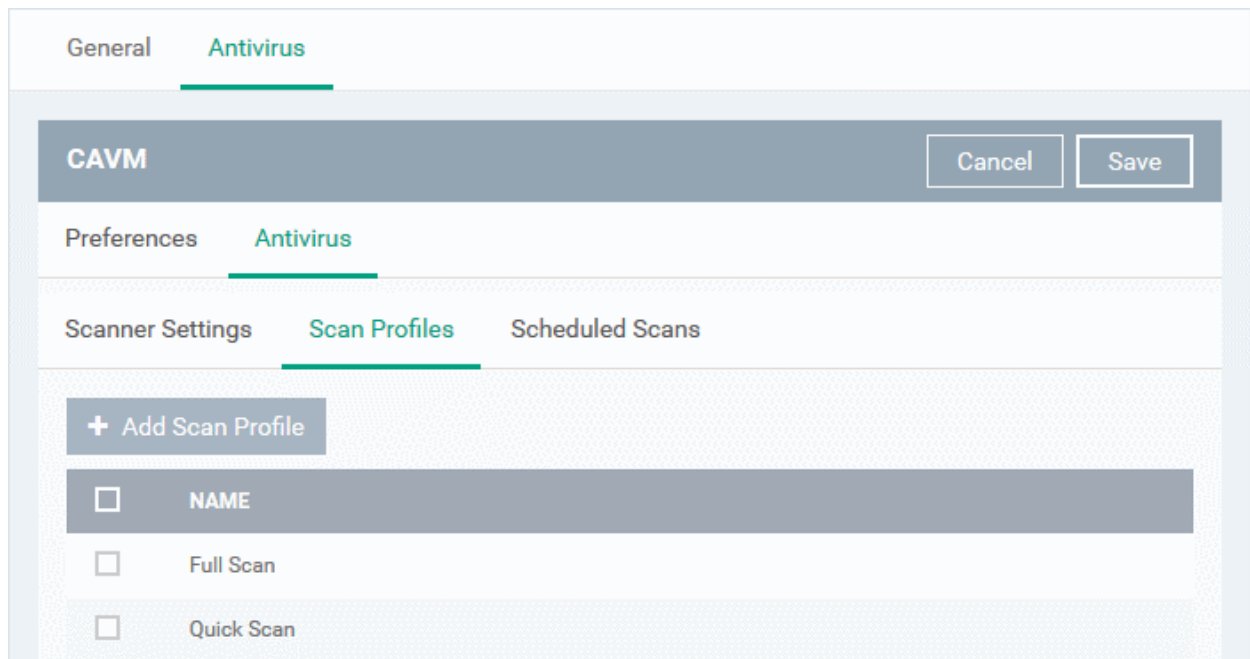 General Antivirus
CAVM Cancel Save
Preferences Antivirus
Scanner Settings Scan Profiles Scheduled Scans
+ Add Scan Profile
NAME
Full Scan
Quick Scan